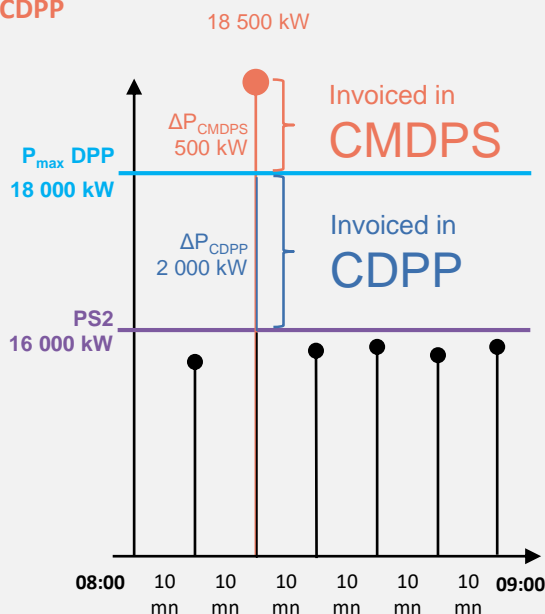 CDPP
18 500 kW
ΔPCMDPS
500 kW
Invoiced in
CMDPS
Pmax DPP
18 000 kW
ΔPCDPP
2 000 kW
Invoiced in
CDPP
PS2
16 000 kW
08:00 10 10 10 10 10 10 09:00
mn mn mn mn mn mn